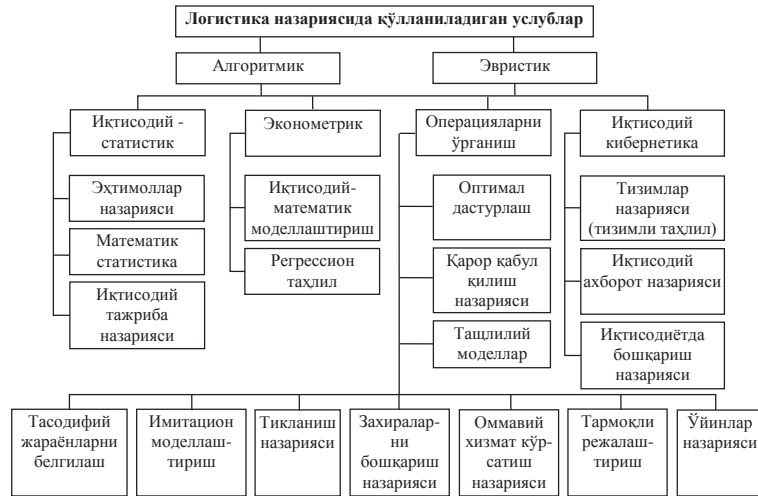 Логистика назариясида қўлланиладиган услублар
Алгоритмик
Эвристик
Иқтисодий -
статистик
Эконометрик
Операцияларни
ўрганиш
Иқтисодий
кибернетика
Эҳтимоллар
назарияси
Иқтисодий-
математик
моделлаштириш
Оптимал
дастурлаш
Тизимлар
назарияси
(тизимли таҳлил)
Математик
статистика
Регрессион
таҳлил
Қарор қабул
қилиш
назарияси
Иқтисодий
ахборот назарияси
Иқтисодий
тажриба
назарияси
Тащлилий
моделлар
Иқтисодиётда
бошқариш
назарияси
Тасодифий
жараёнларни
белгилаш
Имитацион
моделлаш-
тириш
Тикланиш
назарияси
Захиралар-
ни
бошқариш
назарияси
Оммавий
хизмат кўр-
сатиш
назарияси
Тармоқли
режалаш-
тириш
Ўйинлар
назарияси